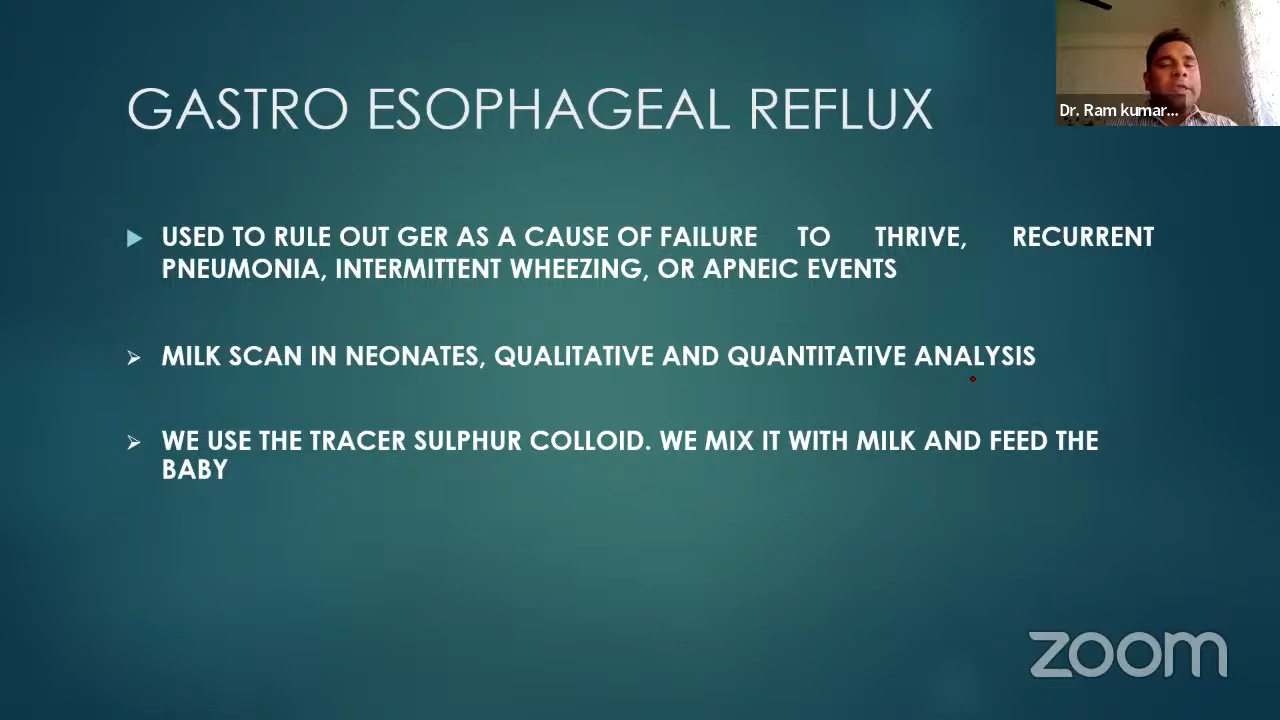 GASTRO ESOPHAGEAL REFLUX
Dr. Ram kumar...
USED TO RULE OUT GER AS A CAUSE OF FAILURE TO THRIVE, RECURRENT
PNEUMONIA, INTERMITTENT WHEEZING, OR APNEIC EVENTS
MILK SCAN IN NEONATES, QUALITATIVE AND QUANTITATIVE ANALYSIS
WE USE THE TRACER SULPHUR COLLOID. WE MIX IT WITH MILK AND FEED THE
BABY
zoom